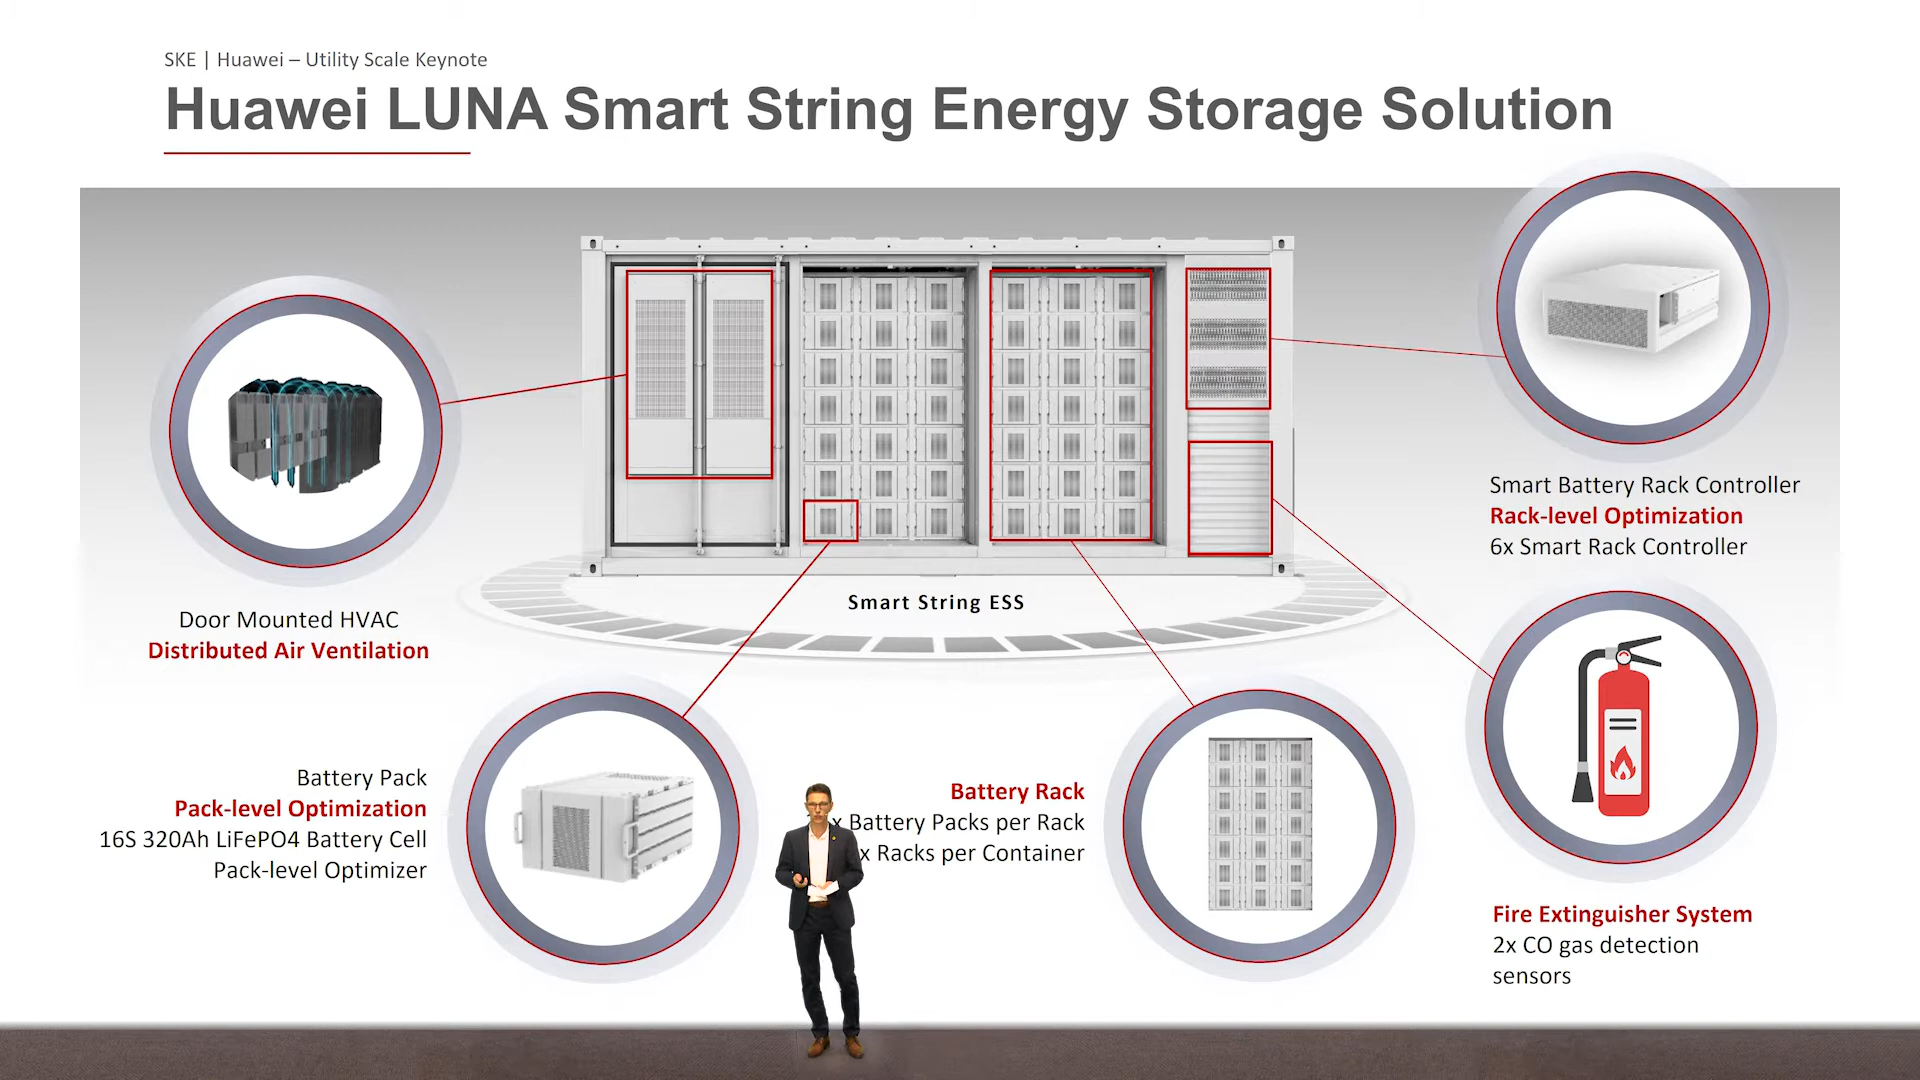 SKE | Huawei – Utility Scale Keynote
Huawei LUNA Smart String Energy Storage Solution
Smart Battery Rack Controller
Rack-level Optimization
6x Smart Rack Controller
Smart String ESS
Door Mounted HVAC
Distributed Air Ventilation
Battery Pack
Pack-level Optimization
16S 320Ah LiFePO4 Battery Cell
Pack-level Optimizer
Battery Rack
x Battery Packs per Rack
x Racks per Container
Fire Extinguisher System
2x CO gas detection
sensors